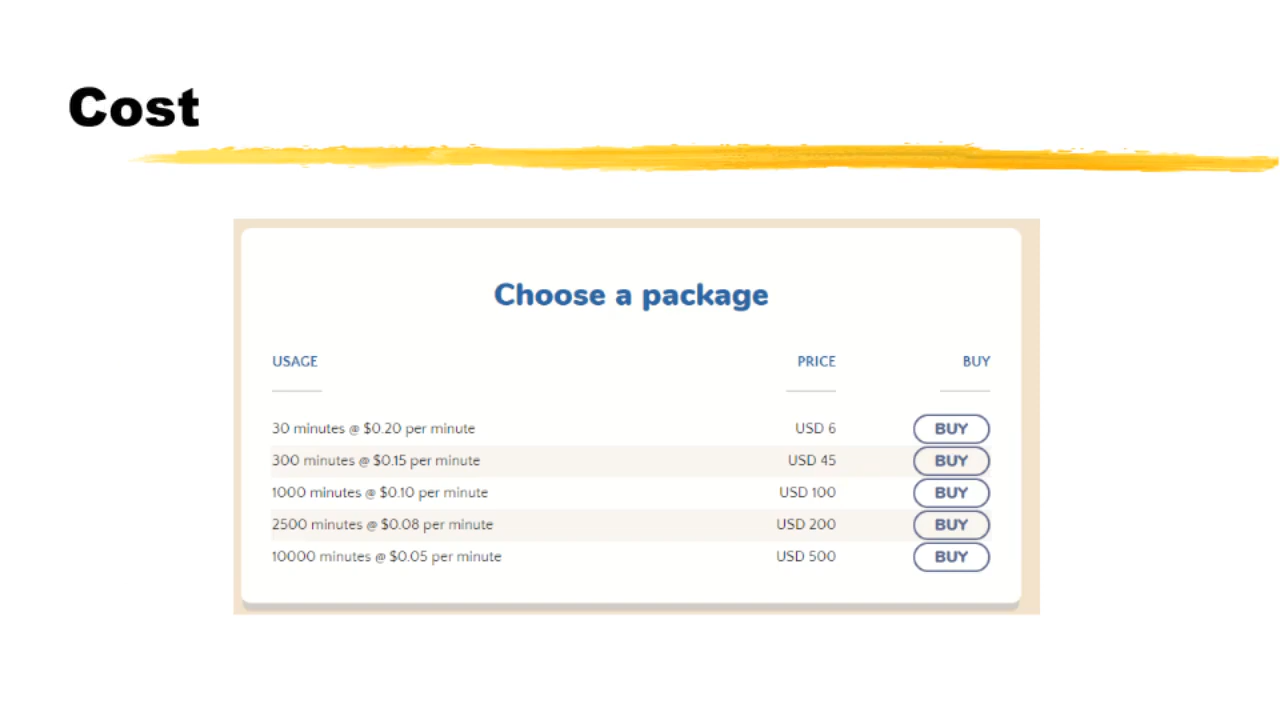 Cost
Choose a package
USAGE PRICE BUY
30 minutes @ $0.20 per minute USD 6 BUY
300 minutes @ $0.15 per minute USD 45 BUY
1000 minutes @ $0.10 per minute USD 100 BUY
2500 minutes @ $0.08 per minute USD 200 BUY
10000 minutes @ $0.05 per minute USD 500 BUY